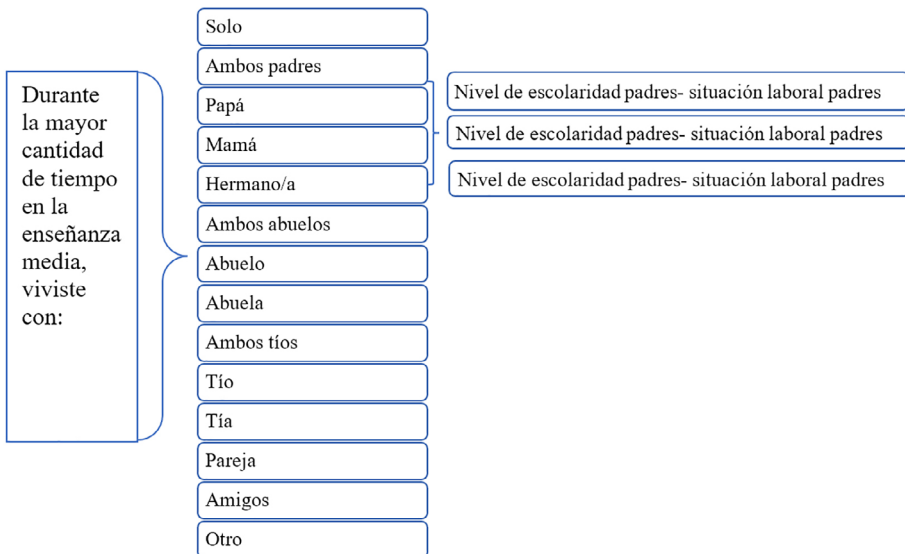 Durante
la mayor
cantidad
de tiempo
en la
enseñanza
media,
viviste
con:
Solo
Ambos padres
Papá
Mamá
Hermano/a
Ambos abuelos
Abuelo
Abuela
Ambos tíos
Tío
Tía
Pareja
Amigos
Otro
Nivel de escolaridad padres- situación laboral padres
Nivel de escolaridad padres- situación laboral padres
Nivel de escolaridad padres- situación laboral padres